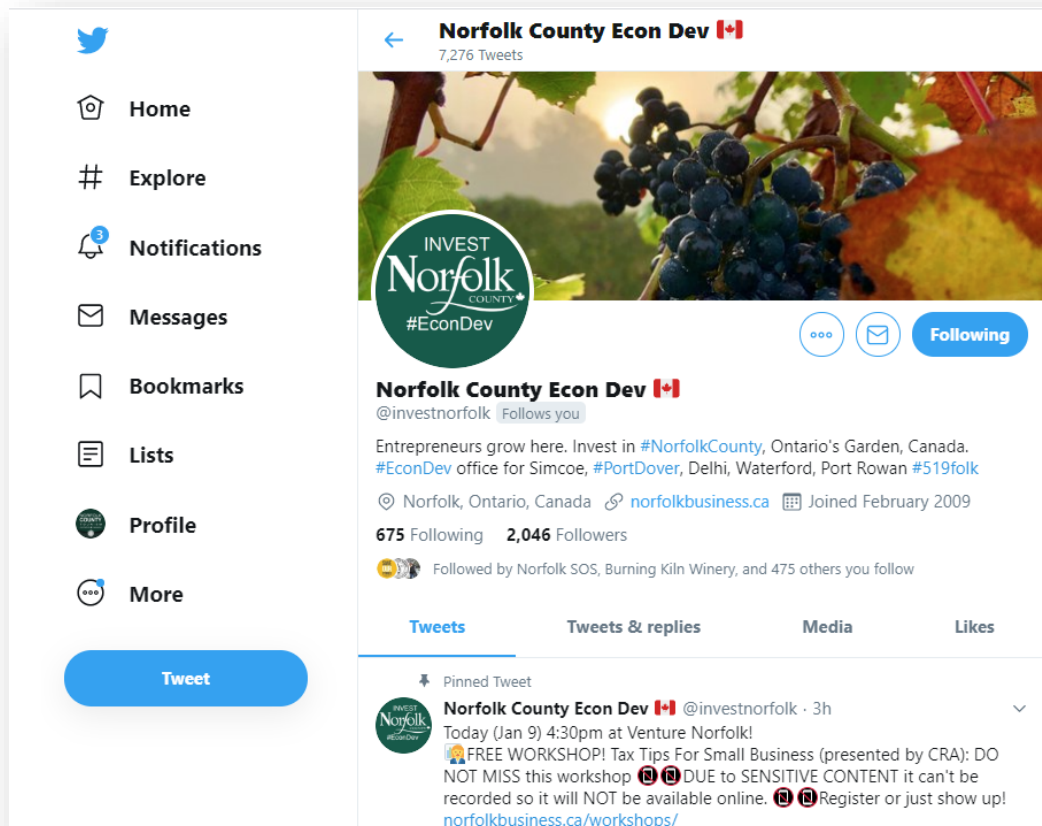 Norfolk County Econ Dev 🇨🇦
7,276 Tweets
Home
Explore
3
Notifications
Messages
Bookmarks
Lists
Profile
More
Tweet
INVEST
Norfolk
COUNTY
#EconDev
Following
Norfolk County Econ Dev 🇨🇦
@investnorfolk Follows you
Entrepreneurs grow here. Invest in #NorfolkCounty, Ontario's Garden, Canada.
#EconDev office for Simcoe, #PortDover, Delhi, Waterford, Port Rowan #519folk
Norfolk, Ontario, Canada norfolkbusiness.ca Joined February 2009
675 Following 2,046 Followers
Followed by Norfolk SOS, Burning Kiln Winery, and 475 others you follow
Tweets Tweets & replies Media Likes
Pinned Tweet
INVEST
Norfolk
#EconDev
Norfolk County Econ Dev 🇨🇦 @investnorfolk · 3h
Today (Jan 9) 4:30pm at Venture Norfolk!
FREE WORKSHOP! Tax Tips For Small Business (presented by CRA): DO
NOT MISS this workshop 📵📵DUE to SENSITIVE CONTENT it can't be
recorded so it will NOT be available online. 📵📵Register or just show up!
norfolkbusiness.ca/workshops/